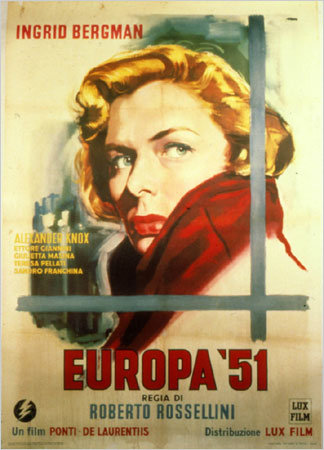 INGRID BERGMAN
ALEXANDER KNOX
ETTORE GIANNINI
GIULIETTA MASINA
TERESA PELLATI
SANDRO FRANCHINA
EUROPA '51
REGIA DI
ROBERTO ROSSELLINI
LUX
FILM
Un film PONTI - DE LAURENTIIS Distribuzione LUX FILM